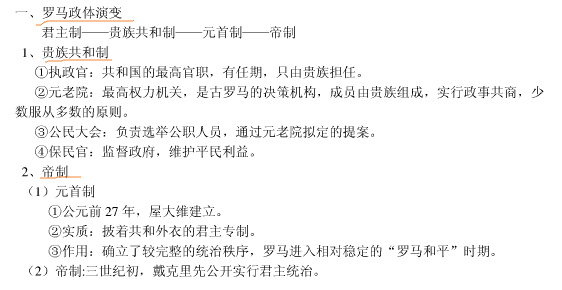 一、罗马政体演变
君主制——贵族共和制——元首制——帝制
1、贵族共和制
①执政官：共和国的最高官职，有任期，只由贵族担任。
②元老院：最高权力机关，是古罗马的决策机构，成员由贵族组成，实行政事共商，少
数服从多数的原则。
③公民大会：负责选举公职人员，通过元老院拟定的提案。
④保民官：监督政府，维护平民利益。
2、帝制
（1）元首制
①公元前 27 年，屋大维建立。
②实质：披着共和外衣的君主专制。
③作用：确立了较完整的统治秩序，罗马进入相对稳定的“罗马和平”时期。
（2）帝制:三世纪初，戴克里先公开实行君主统治。